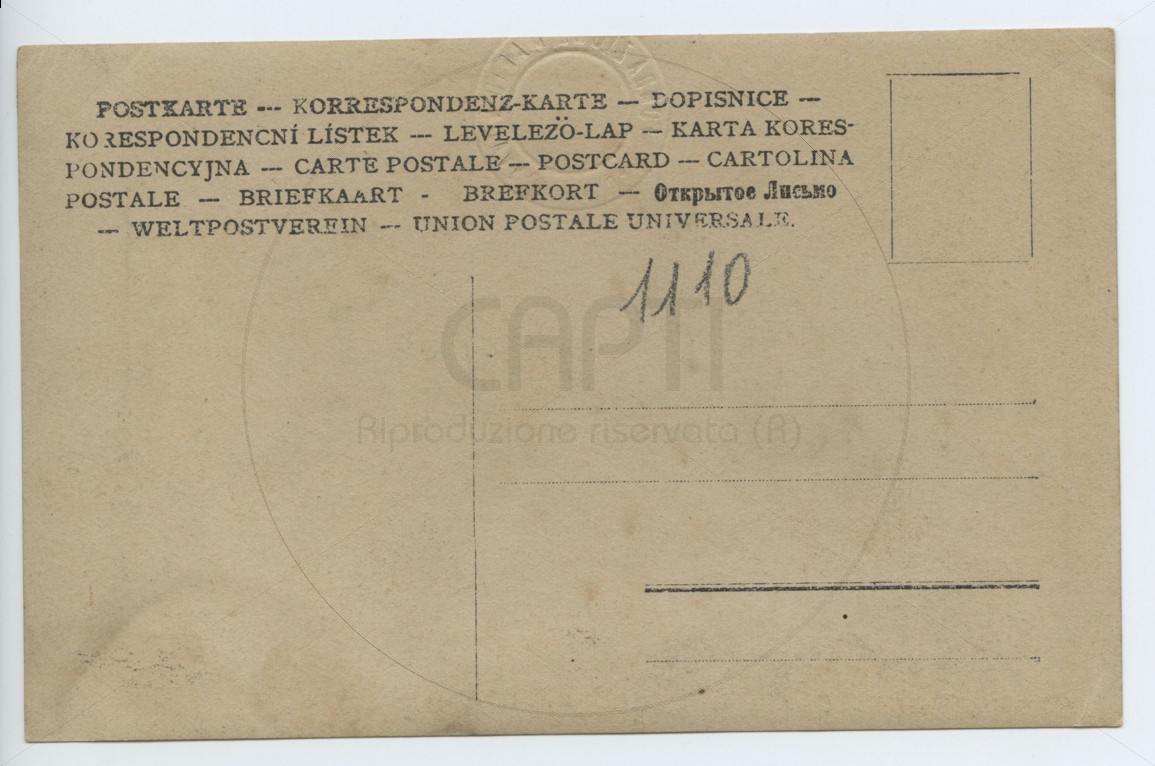 POSTKARTE --- KORRESPONDENZ-KARTE — DOPISNICE —
KORESPONDENCNÍ LÍSTEK --- LEVELEZÖ-LAP — KARTA KORES-
PONDENCYJNA --- CARTE POSTALE --- POSTCARD --- CARTOLINA
POSTALE — BRIEFKAART - BREFKORT — Открытое Письмо
— WELTPOSTVEREIN --- UNION POSTALE UNIVERSALE.
1110
CAPTI
Riproduzione riservata (R)